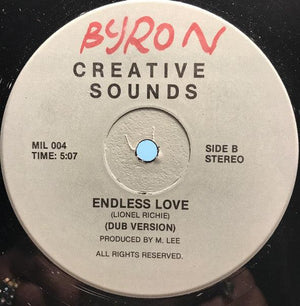 BYRON
CREATIVE
SOUNDS
MIL 004
TIME: 5:07
SIDE B
STEREO
ENDLESS LOVE
(LIONEL RICHIE)
(DUB VERSION)
PRODUCED BY M. LEE
ALL RIGHTS RESERVED.